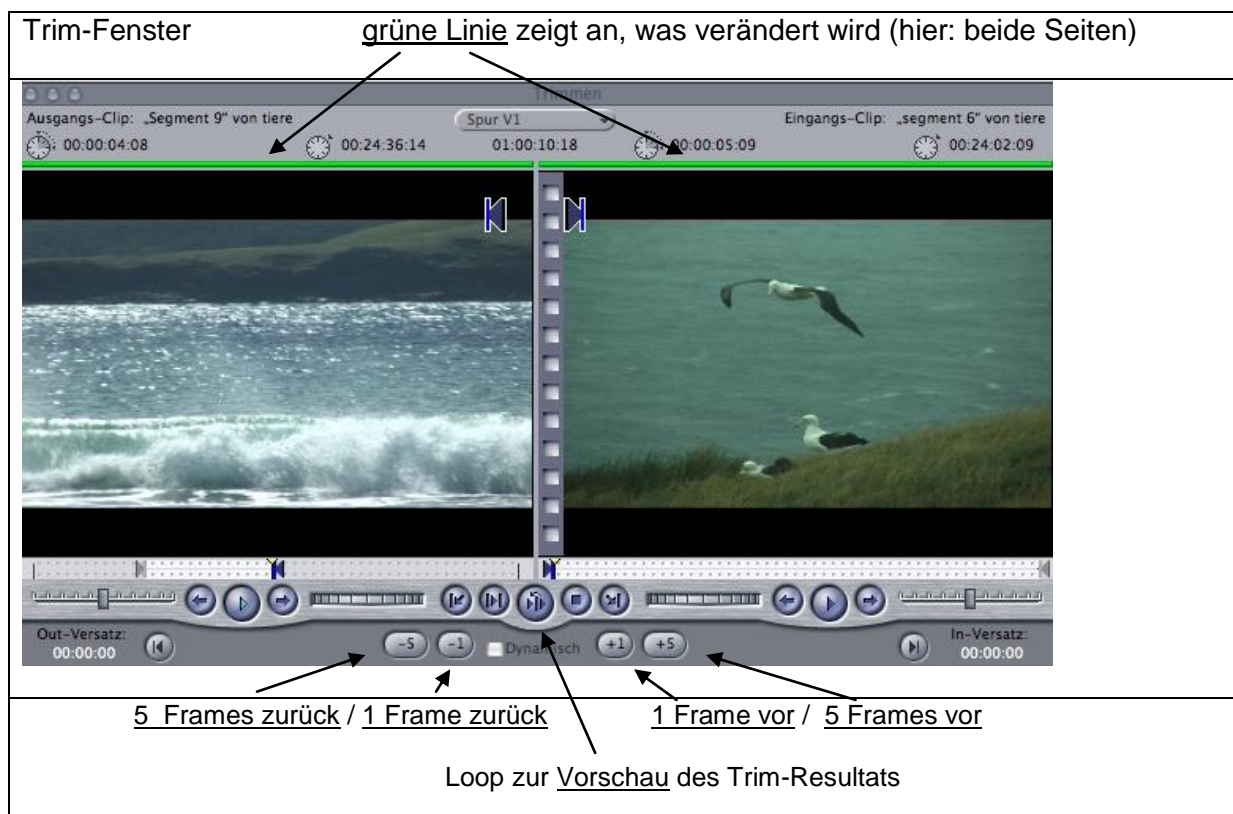 Trim-Fenster grüne Linie zeigt an, was verändert wird (hier: beide Seiten)
Trimmen
Ausgangs-Clip: „Segment 9" von tiere Spur V1 Eingangs-Clip: „segment 6" von tiere
00:00:04:08 00:24:36:14 01:00:10:18 00:00:05:09 00:24:02:09
Out-Versatz: -5 -1 Dynamisch +1 +5 In-Versatz:
00:00:00 00:00:00
5 Frames zurück / 1 Frame zurück 1 Frame vor / 5 Frames vor
Loop zur Vorschau des Trim-Resultats